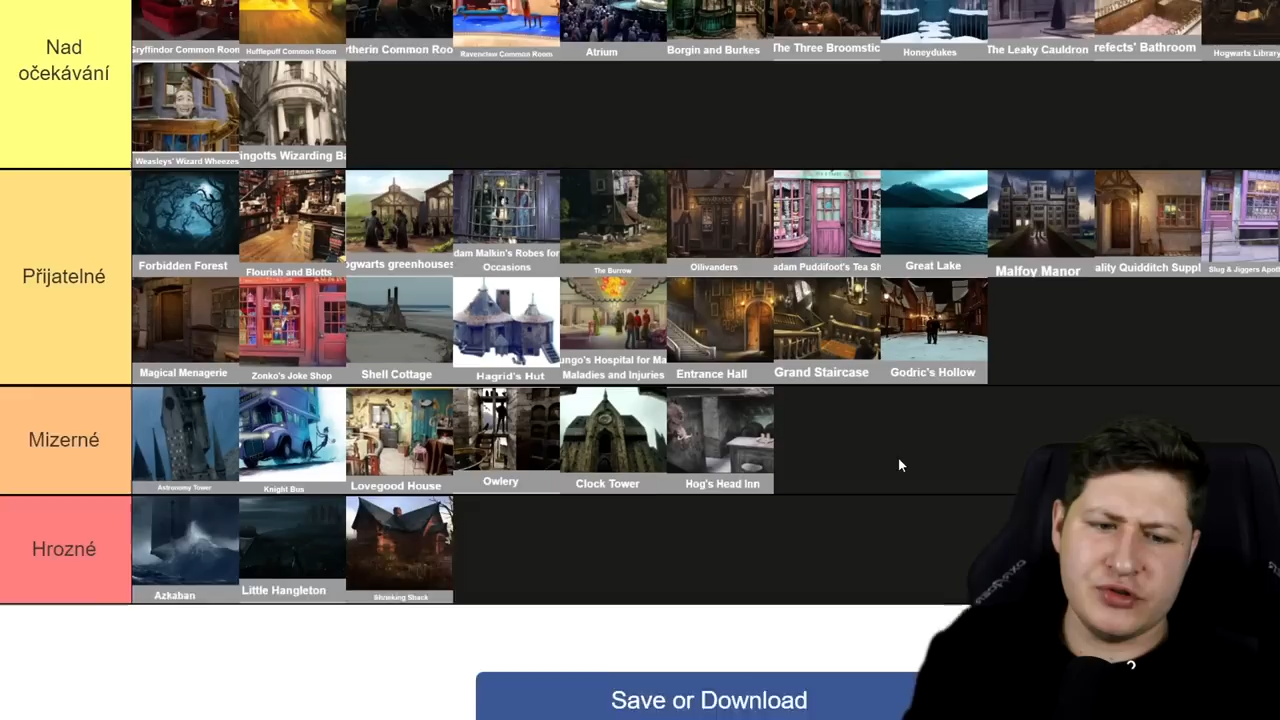 Nad
očekávání
Gryffindor Common Room
Hufflepuff Common Room
ytherin Common Roo
Ravenclaw Common Room
Atrium
Borgin and Burkes
The Three Broomstic
Honeydukes
The Leaky Cauldron
refects' Bathroom
Hogwarts Library
Weasleys' Wizard Wheezes
ingotts Wizarding Ba
Přijatelné
Forbidden Forest
Flourish and Blotts
ogwarts greenhouses
dam Malkin's Robes for
Occasions
The Burrow
Ollivanders
adam Puddifoot's Tea Sh
Great Lake
Malfoy Manor
ality Quidditch Suppl
Slug & Jiggers Apot
Magical Menagerie
Zonko's Joke Shop
Shell Cottage
Hagrid's Hut
ungo's Hospital for Ma
Maladies and Injuries
Entrance Hall
Grand Staircase
Godric's Hollow
Mizerné
Astronomy Tower
Knight Bus
Lovegood House
Owlery
Clock Tower
Hog's Head Inn
Hrozné
Azkaban
Little Hangleton
Shrieking Shack
Save or Download